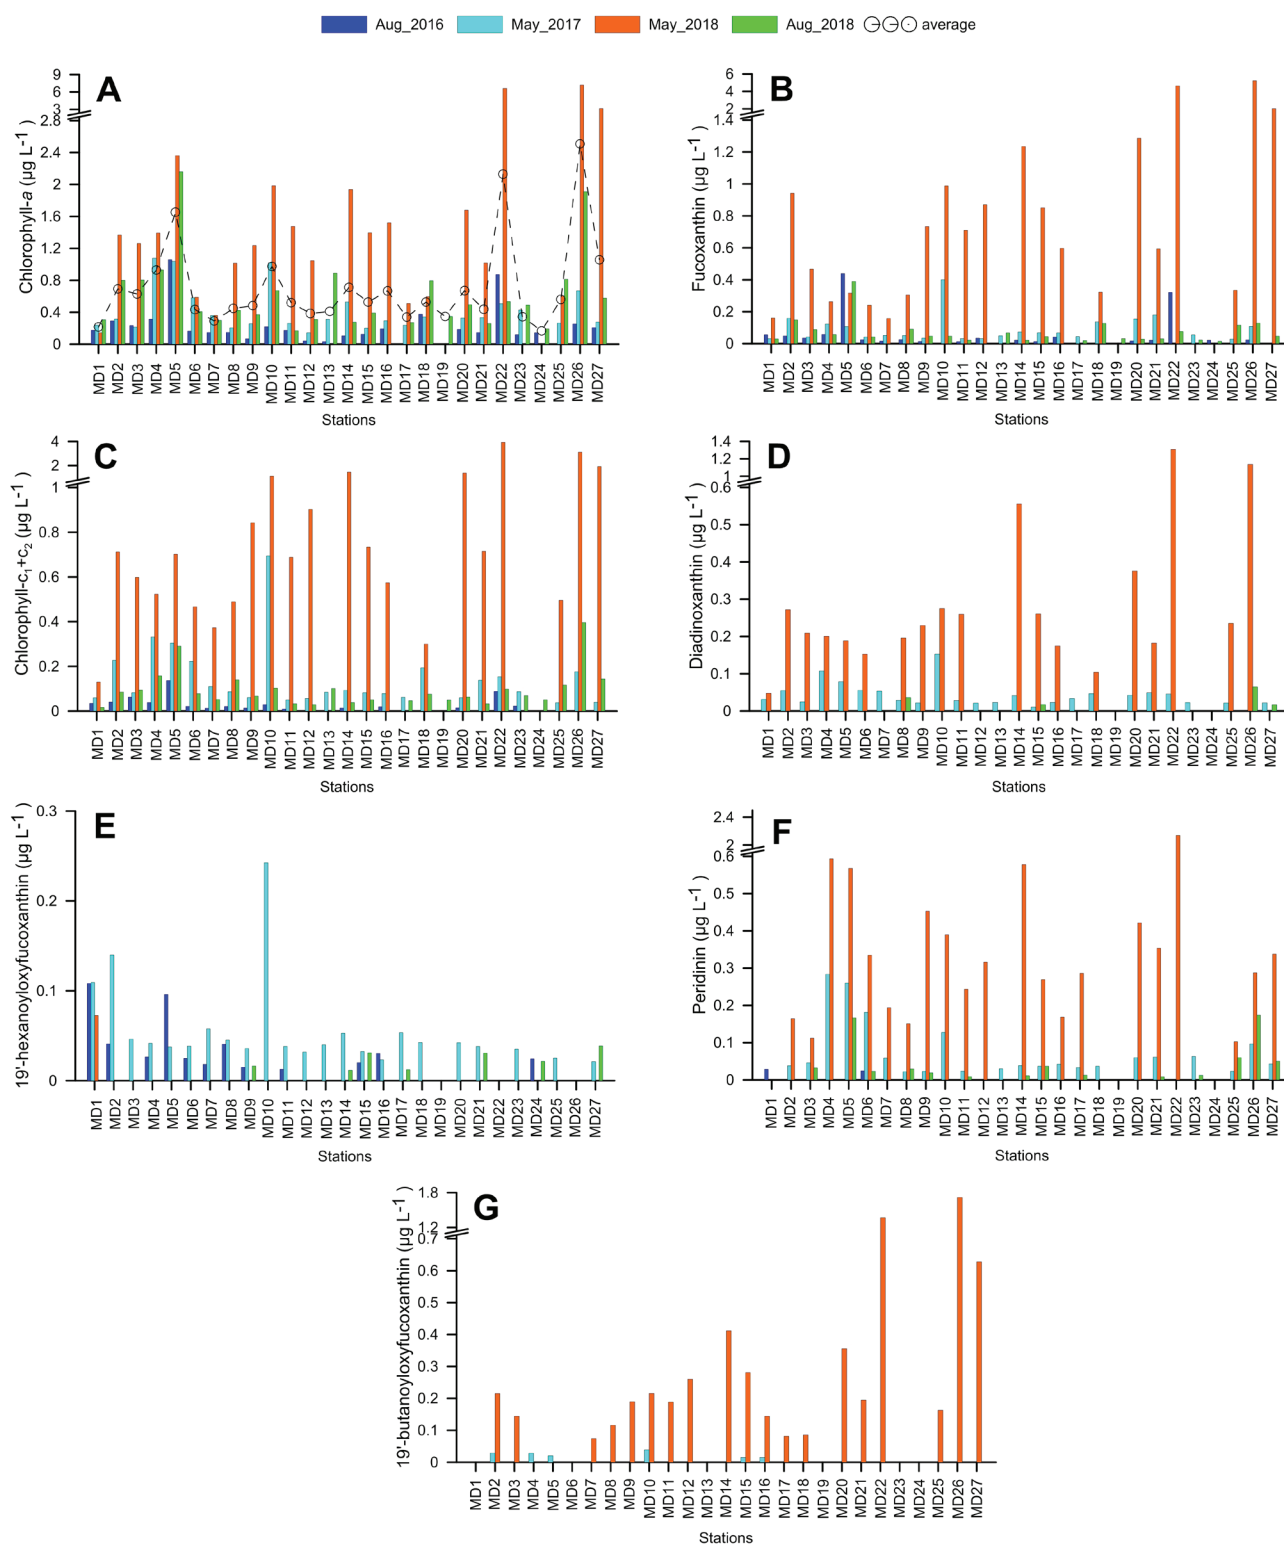 Aug_2016 May_2017 May_2018 Aug_2018 average
A
Chlorophyll-a (µg L-1 )
9
6
3
2.8
2.4
2
1.6
1.2
0.8
0.4
0
MD1 MD2 MD3 MD4 MD5 MD6 MD7 MD8 MD9 MD10 MD11 MD12 MD13 MD14 MD15 MD16 MD17 MD18 MD19 MD20 MD21 MD22 MD23 MD24 MD25 MD26 MD27
Stations
B
Fucoxanthin (µg L-1 )
6
4
2
1.4
1.2
1
0.8
0.6
0.4
0.2
0
MD1 MD2 MD3 MD4 MD5 MD6 MD7 MD8 MD9 MD10 MD11 MD12 MD13 MD14 MD15 MD16 MD17 MD18 MD19 MD20 MD21 MD22 MD23 MD24 MD25 MD26 MD27
Stations
C
Chlorophyll-c1+c2 (µg L-1 )
4
2
1
0.8
0.6
0.4
0.2
0
MD1 MD2 MD3 MD4 MD5 MD6 MD7 MD8 MD9 MD10 MD11 MD12 MD13 MD14 MD15 MD16 MD17 MD18 MD19 MD20 MD21 MD22 MD23 MD24 MD25 MD26 MD27
Stations
D
Diadinoxanthin (µg L-1 )
1.4
1.2
1
0.6
0.5
0.4
0.3
0.2
0.1
0
MD1 MD2 MD3 MD4 MD5 MD6 MD7 MD8 MD9 MD10 MD11 MD12 MD13 MD14 MD15 MD16 MD17 MD18 MD19 MD20 MD21 MD22 MD23 MD24 MD25 MD26 MD27
Stations
E
19'-hexanoyloxyfucoxanthin (µg L-1 )
0.3
0.2
0.1
0
MD1 MD2 MD3 MD4 MD5 MD6 MD7 MD8 MD9 MD10 MD11 MD12 MD13 MD14 MD15 MD16 MD17 MD18 MD19 MD20 MD21 MD22 MD23 MD24 MD25 MD26 MD27
Stations
F
Peridinin (µg L-1 )
2.4
2
0.6
0.5
0.4
0.3
0.2
0.1
0
MD1 MD2 MD3 MD4 MD5 MD6 MD7 MD8 MD9 MD10 MD11 MD12 MD13 MD14 MD15 MD16 MD17 MD18 MD19 MD20 MD21 MD22 MD23 MD24 MD25 MD26 MD27
Stations
G
19'-butanoyloxyfucoxanthin (µg L-1 )
1.8
1.2
0.7
0.6
0.5
0.4
0.3
0.2
0.1
0
MD1 MD2 MD3 MD4 MD5 MD6 MD7 MD8 MD9 MD10 MD11 MD12 MD13 MD14 MD15 MD16 MD17 MD18 MD19 MD20 MD21 MD22 MD23 MD24 MD25 MD26 MD27
Stations